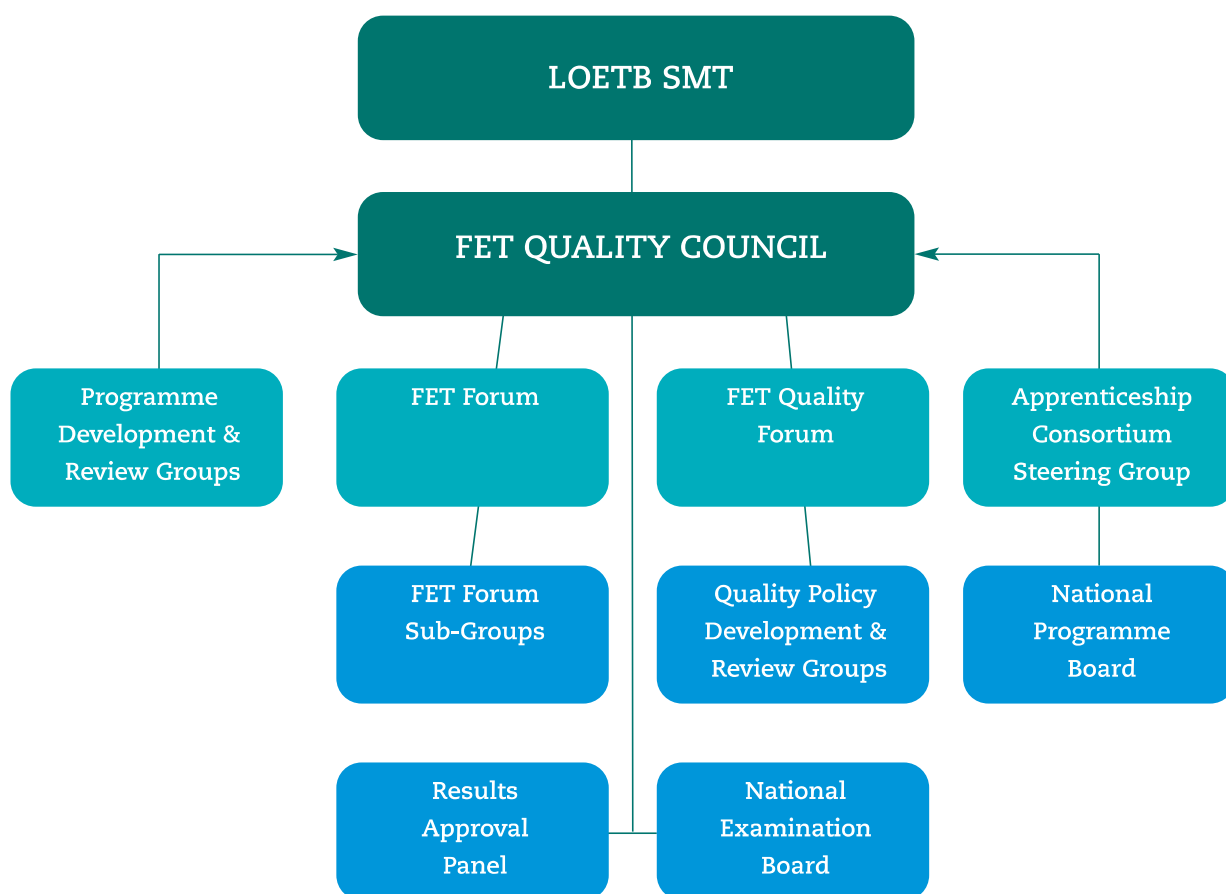 LOETB SMT
FET QUALITY COUNCIL
Programme
Development &
Review Groups
FET Forum
FET Quality
Forum
Apprenticeship
Consortium
Steering Group
FET Forum
Sub-Groups
Quality Policy
Development &
Review Groups
National
Programme
Board
Results
Approval
Panel
National
Examination
Board